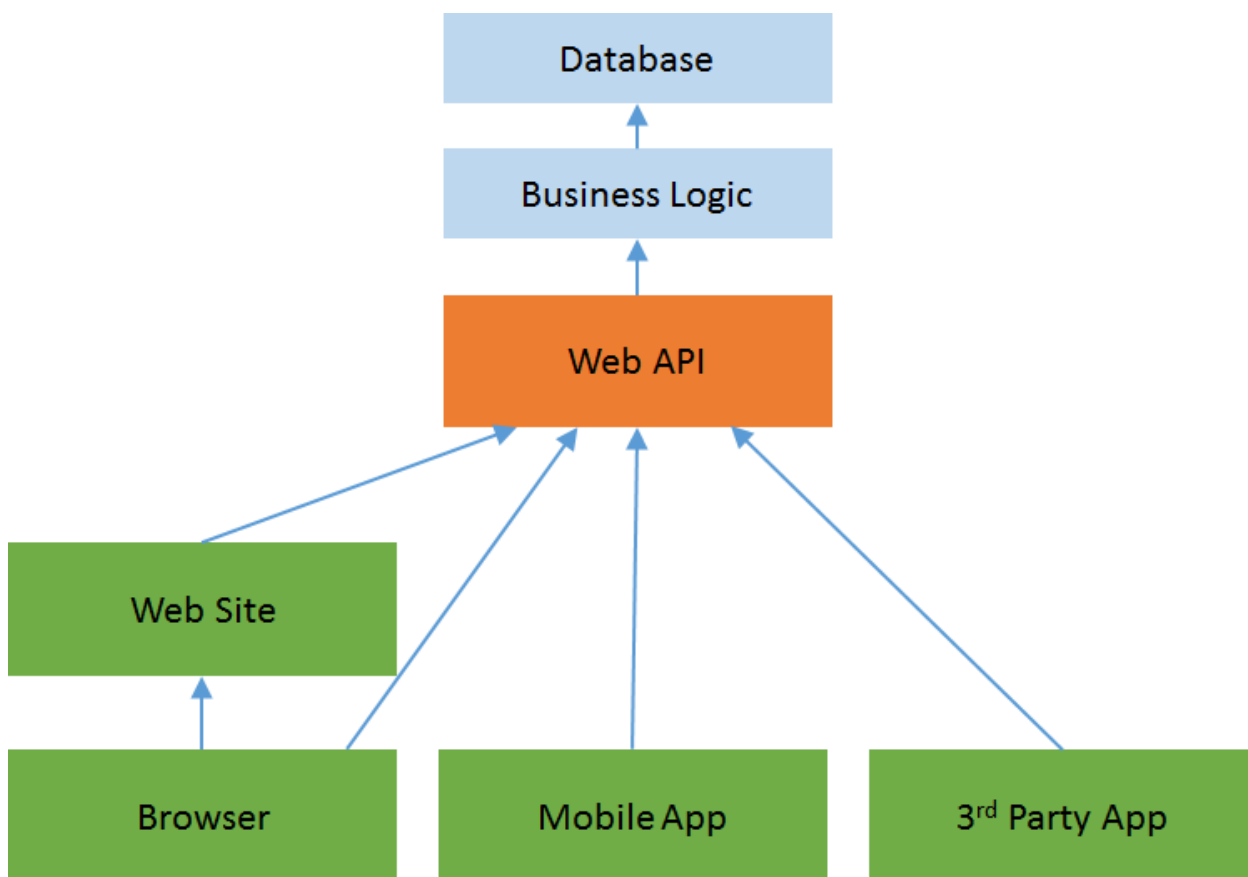 Database
Business Logic
Web API
Web Site
Browser
Mobile App
3rd Party App